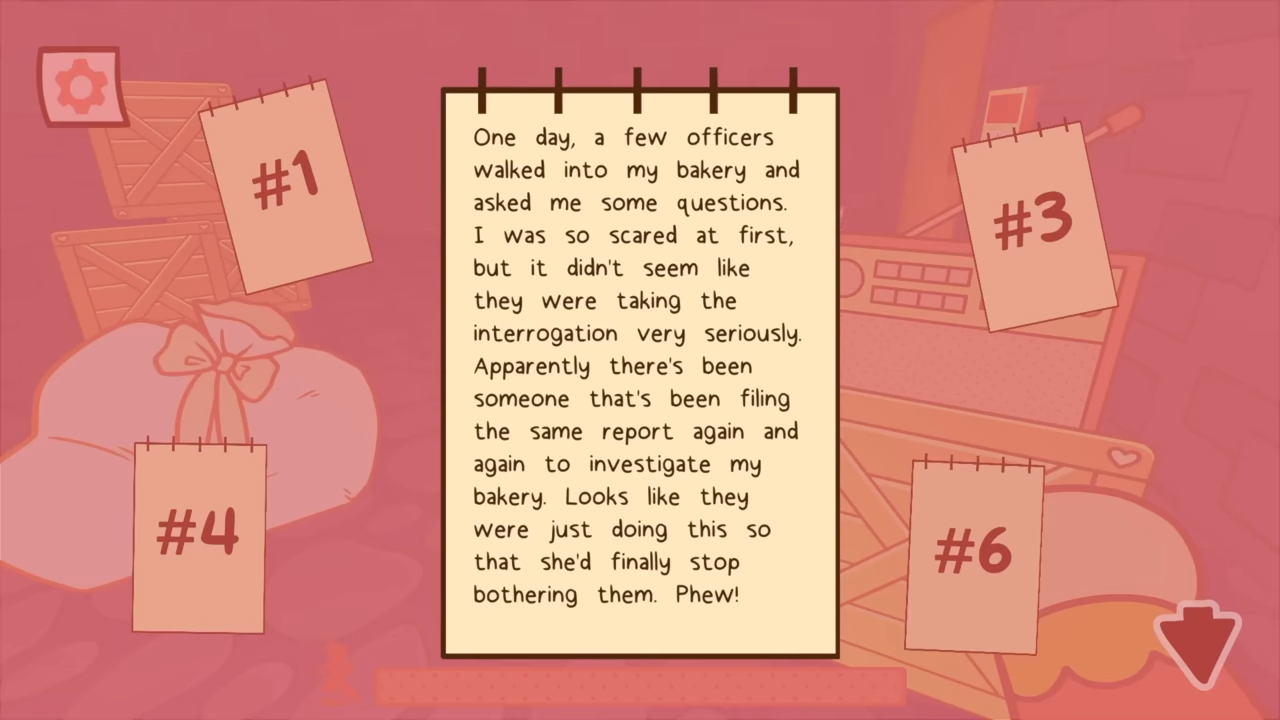 #1
One day, a few officers
walked into my bakery and
asked me some questions.
I was so scared at first,
but it didn't seem like
they were taking the
interrogation very seriously.
Apparently there's been
someone that's been filing
the same report again and
again to investigate my
bakery. Looks like they
were just doing this so
that she'd finally stop
bothering them. Phew!
#3
#4
#6